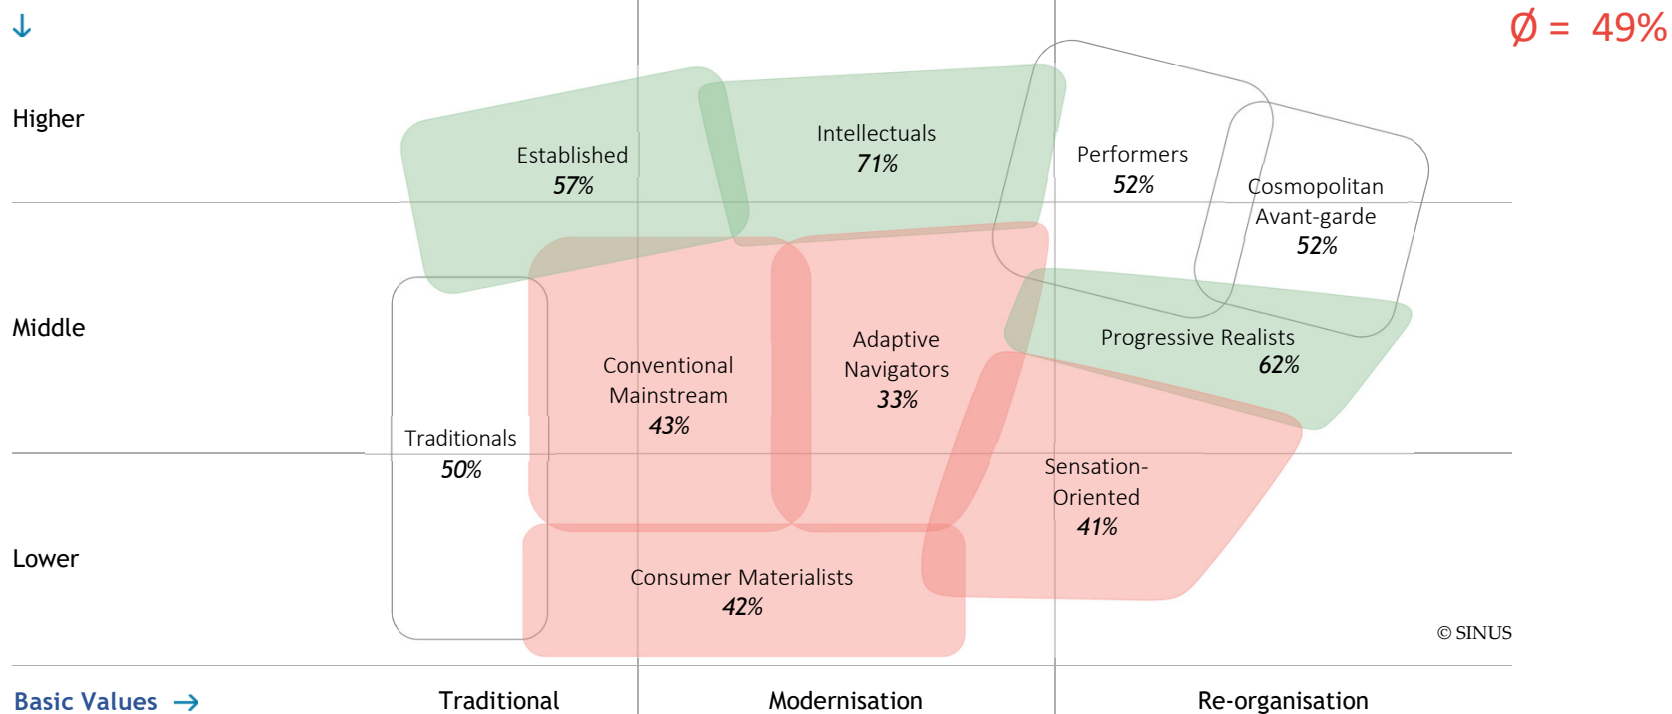 ↓
Ø = 49%
Higher
Established
57%
Intellectuals
71%
Performers
52%
Cosmopolitan
Avant-garde
52%
Middle
Conventional
Mainstream
43%
Adaptive
Navigators
33%
Progressive Realists
62%
Traditionals
50%
Sensation-
Oriented
41%
Lower
Consumer Materialists
42%
© SINUS
Basic Values →
Traditional
Modernisation
Re-organisation